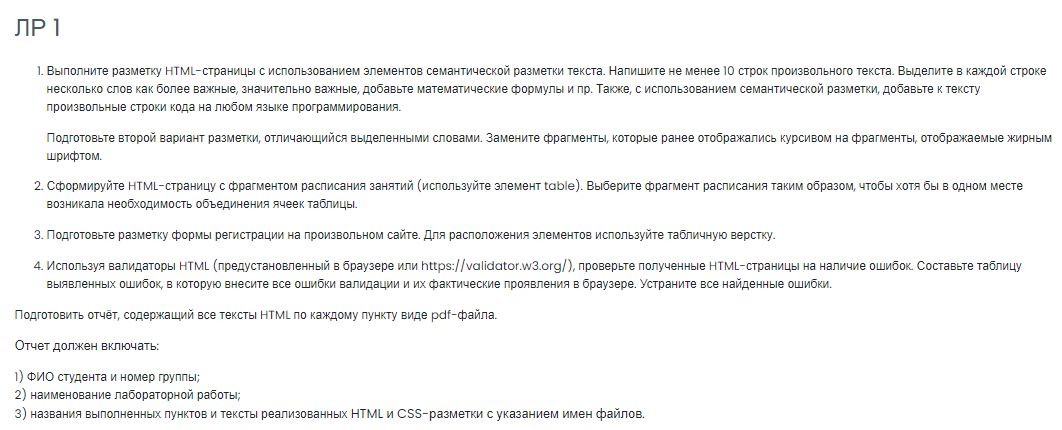 ЛР 1
1. Выполните разметку HTML-страницы с использованием элементов семантической разметки текста. Напишите не менее 10 строк произвольного текста. Выделите в каждой строке
несколько слов как более важные, значительно важные, добавьте математические формулы и пр. Также, с использованием семантической разметки, добавьте к тексту
произвольные строки кода на любом языке программирования.
Подготовьте второй вариант разметки, отличающийся выделенными словами. Замените фрагменты, которые ранее отображались курсивом на фрагменты, отображаемые жирным
шрифтом.
2. Сформируйте HTML-страницу с фрагментом расписания занятий (используйте элемент table). Выберите фрагмент расписания таким образом, чтобы хотя бы в одном месте
возникала необходимость объединения ячеек таблицы.
3. Подготовьте разметку формы регистрации на произвольном сайте. Для расположения элементов используйте табличную верстку.
4. Используя валидаторы HTML (предустановленный в браузере или https://validator.w3.org/), проверьте полученные HTML-страницы на наличие ошибок. Составьте таблицу
выявленных ошибок, в которую внесите все ошибки валидации и их фактические проявления в браузере. Устраните все найденные ошибки.
Подготовить отчёт, содержащий все тексты HTML по каждому пункту виде pdf-файла.
Отчет должен включать:
1) ФИО студента и номер группы;
2) наименование лабораторной работы;
3) названия выполненных пунктов и тексты реализованных HTML и CSS-разметки с указанием имен файлов.